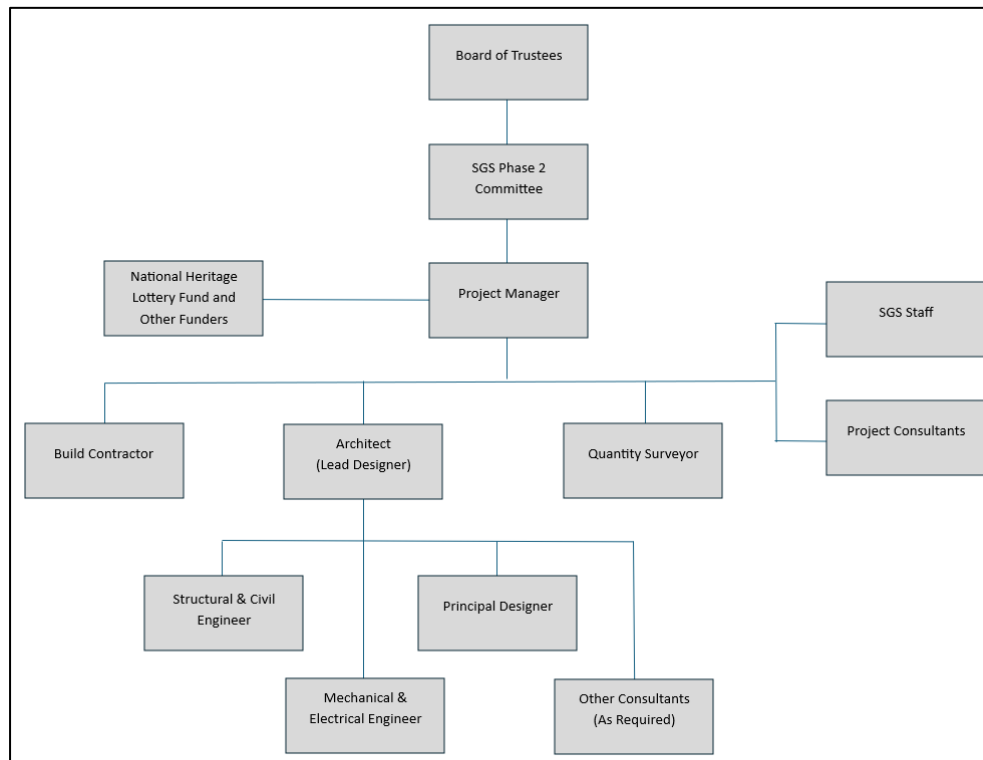 Board of Trustees
SGS Phase 2
Committee
National Heritage
Lottery Fund and
Other Funders
Project Manager
SGS Staff
Build Contractor
Architect
(Lead Designer)
Quantity Surveyor
Project Consultants
Structural & Civil
Engineer
Principal Designer
Mechanical &
Electrical Engineer
Other Consultants
(As Required)